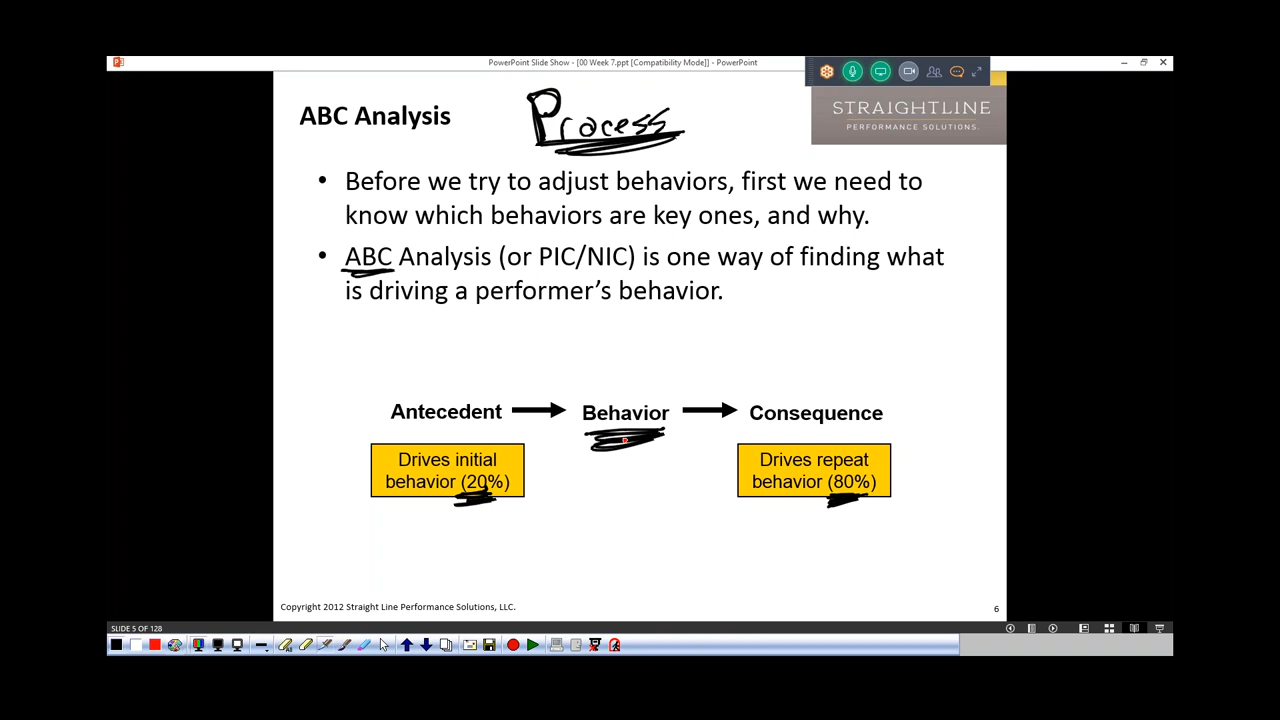 PowerPoint Slide Show - [00 Week 7.ppt [Compatibility Mode]] - PowerPoint
ABC Analysis
Process
STRAIGHTLINE
PERFORMANCE SOLUTIONS.
• Before we try to adjust behaviors, first we need to
know which behaviors are key ones, and why.
• ABC Analysis (or PIC/NIC) is one way of finding what
is driving a performer's behavior.
Antecedent
Behavior
Consequence
Drives initial
behavior (20%)
Drives repeat
behavior (80%)
Copyright 2012 Straight Line Performance Solutions, LLC.
6
SLIDE 5 OF 128